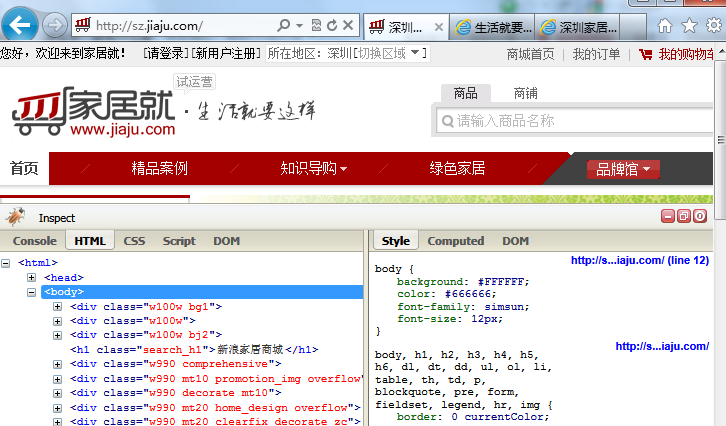 http://sz.jiaju.com/
深圳...
生活就要...
深圳家居...
您好，欢迎来到家居就！ [请登录] [新用户注册] 所在地区：深圳[切换区域] 商城首页 我的订单 我的购物车
试运营
家居就·生活就要这样
www.jiaju.com
商品 商铺
请输入商品名称
首页 精品案例 知识导购 绿色家居 品牌馆
Inspect
Console HTML CSS Script DOM
Style Computed DOM
<html>
<head>
<body>
<div class="w100w bg1">
<div class="w100w">
<div class="w100w bj2">
<h1 class="search_h1">新浪家居商城</h1>
<div class="w990 comprehensive">
<div class="w990 mt10 promotion_img overflow"
<div class="w990 decorate mt10">
<div class="w990 mt20 home_design overflow">
<div class="w990 mt20 clearfix decorate zc">
http://s...iaju.com/ (line 12)
body {
background: #FFFFFF;
color: #666666;
font-family: simsun;
font-size: 12px;
}
http://s...iaju.com/
body, h1, h2, h3, h4, h5,
h6, dl, dt, dd, ul, ol, li,
table, th, td, p,
blockquote, pre, form,
fieldset, legend, hr, img {
border: 0 currentColor;